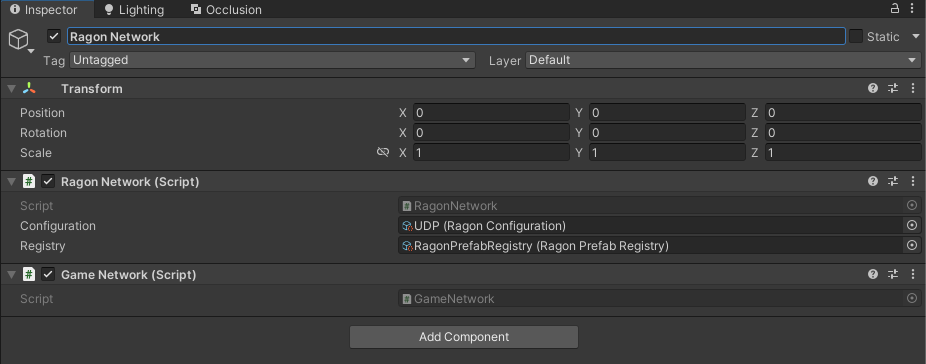 Inspector Lighting Occlusion
Ragon Network Static
Tag Untagged Layer Default
Transform
Position X 0 Y 0 Z 0
Rotation X 0 Y 0 Z 0
Scale X 1 Y 1 Z 1
# Ragon Network (Script)
Script # RagonNetwork
Configuration UDP (Ragon Configuration)
Registry RagonPrefabRegistry (Ragon Prefab Registry)
# Game Network (Script)
Script # GameNetwork
Add Component